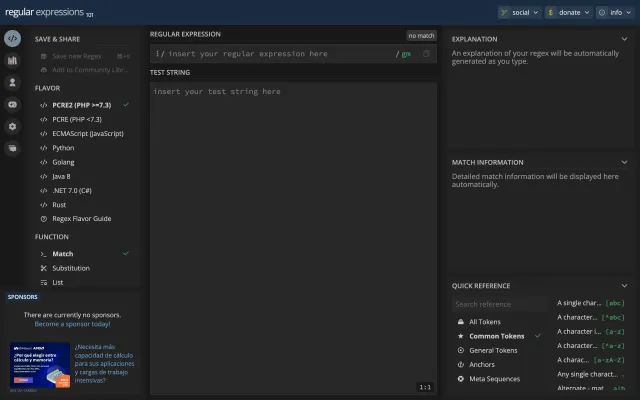 regular expressions 101
social
donate
info
SAVE & SHARE
Save new Regex ⌘+s
Add to Community Libr...
FLAVOR
PCRE2 (PHP >=7.3)
PCRE (PHP <7.3)
ECMAScript (JavaScript)
Python
Golang
Java 8
.NET 7.0 (C#)
Rust
Regex Flavor Guide
FUNCTION
Match
Substitution
List
SPONSORS
There are currently no sponsors.
Become a sponsor today!
¿Por qué elegir entre
cálculo y memoria?
¿Necesita más
capacidad de cálculo
para sus aplicaciones
y cargas de trabajo
intensivas?
REGULAR EXPRESSION
no match
/ insert your regular expression here / gm
TEST STRING
insert your test string here
1:1
EXPLANATION
An explanation of your regex will be automatically
generated as you type.
MATCH INFORMATION
Detailed match information will be displayed here
automatically.
QUICK REFERENCE
Search reference
All Tokens
Common Tokens
General Tokens
Anchors
Meta Sequences
A single char... [abc]
A character... [^abc]
A character i... [a-z]
A character... [^a-z]
A charac... [a-zA-Z]
Any single charact... .
Alternate - mat... a|b